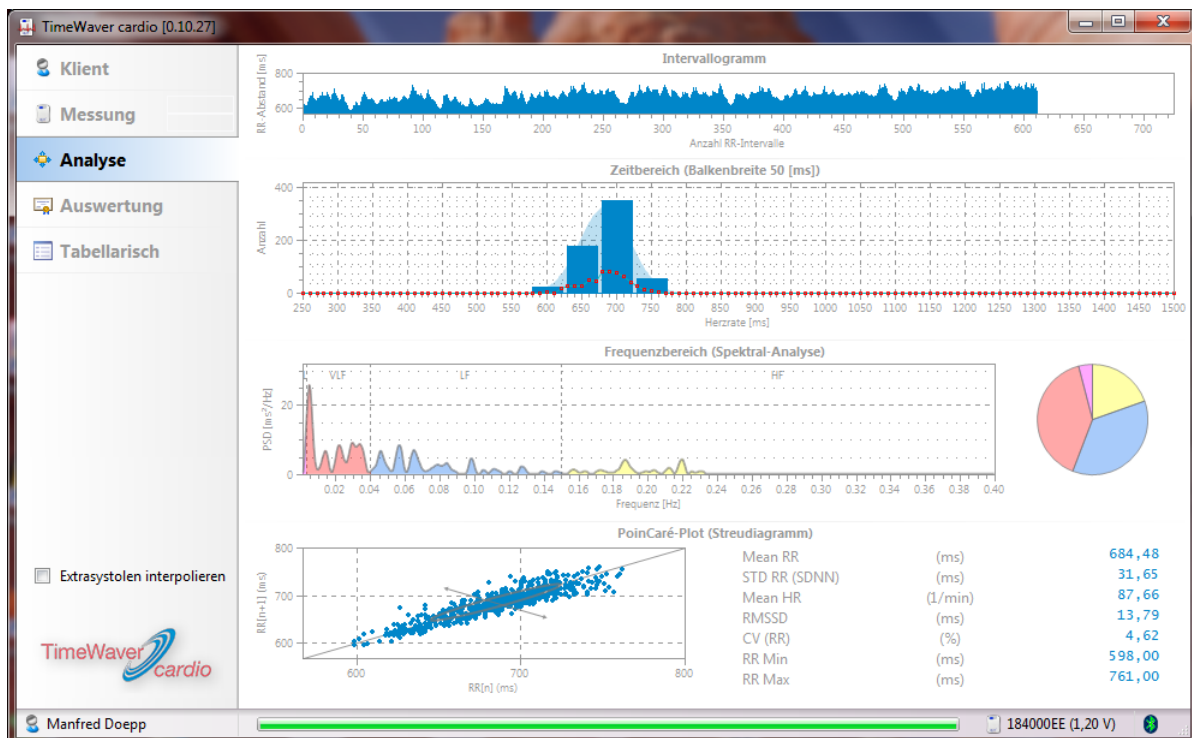 TimeWaver cardio [0.10.27]
Klient
Messung
Analyse
Auswertung
Tabellarisch
Extrasystolen interpolieren
TimeWaver
cardio
Intervallogramm
RR-Abstand [ms]
800
600
0 50 100 150 200 250 300 350 400 450 500 550 600 650 700
Anzahl RR-Intervalle
Zeitbereich (Balkenbreite 50 [ms])
Anzahl
400
200
0
250 300 350 400 450 500 550 600 650 700 750 800 850 900 950 1000 1050 1100 1150 1200 1250 1300 1350 1400 1450 1500
Herzrate [ms]
Frequenzbereich (Spektral-Analyse)
VLF LF HF
PSD [ms²/Hz]
20
0
0.02 0.04 0.06 0.08 0.10 0.12 0.14 0.16 0.18 0.20 0.22 0.24 0.26 0.28 0.30 0.32 0.34 0.36 0.38 0.40
Frequenz [Hz]
PoinCaré-Plot (Streudiagramm)
RR[n+1] (ms)
800
700
600
600 700 800
RR[n] (ms)
Mean RR (ms) 684,48
STD RR (SDNN) (ms) 31,65
Mean HR (1/min) 87,66
RMSSD (ms) 13,79
CV (RR) (%) 4,62
RR Min (ms) 598,00
RR Max (ms) 761,00
Manfred Doepp
184000EE (1,20 V)